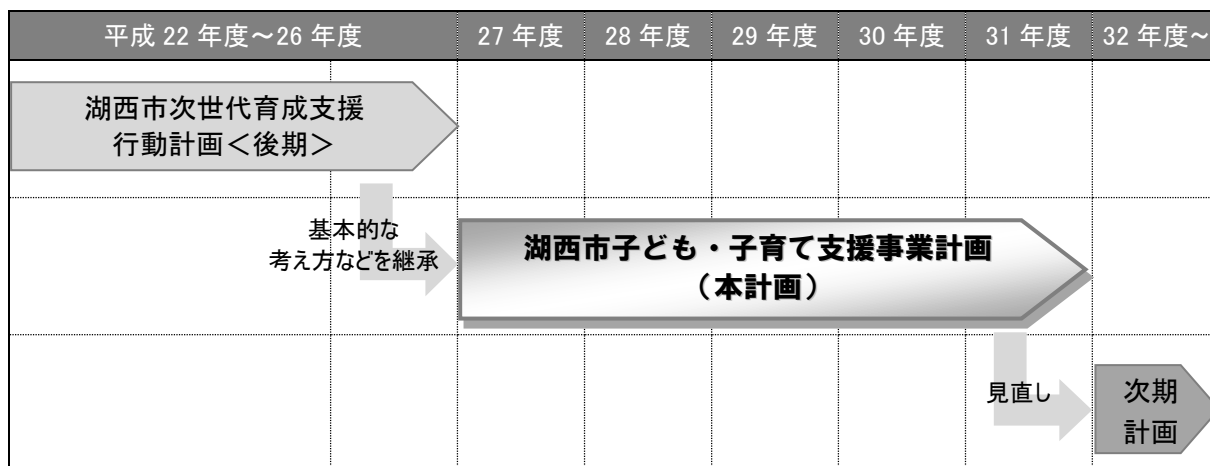 平成 22 年度～26 年度 27 年度 28 年度 29 年度 30 年度 31 年度 32 年度～
湖西市次世代育成支援
行動計画＜後期＞
基本的な
考え方などを継承
湖西市子ども・子育て支援事業計画
（本計画）
見直し
次期
計画